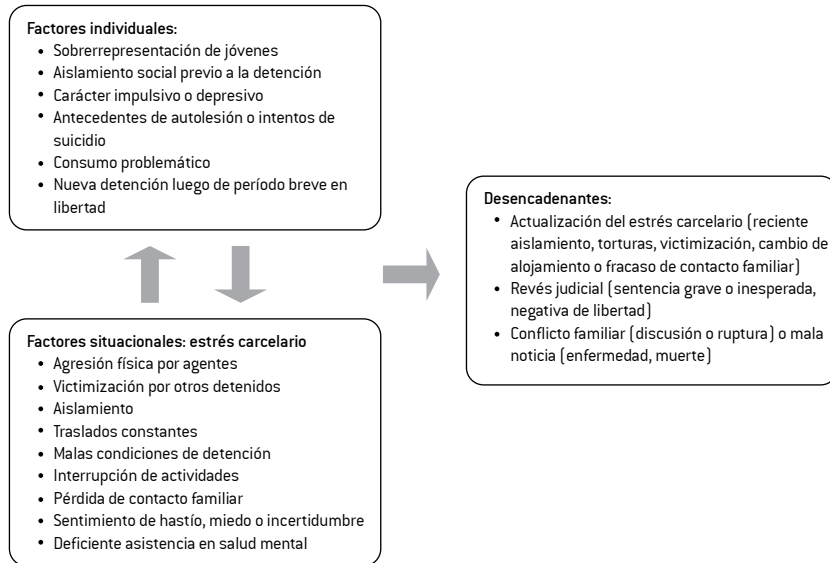 Factores individuales:
• Sobrerrepresentación de jóvenes
• Aislamiento social previo a la detención
• Carácter impulsivo o depresivo
• Antecedentes de autolesión o intentos de
suicidio
• Consumo problemático
• Nueva detención luego de período breve en
libertad
Factores situacionales: estrés carcelario
• Agresión física por agentes
• Victimización por otros detenidos
• Aislamiento
• Traslados constantes
• Malas condiciones de detención
• Interrupción de actividades
• Pérdida de contacto familiar
• Sentimiento de hastío, miedo o incertidumbre
• Deficiente asistencia en salud mental
Desencadenantes:
• Actualización del estrés carcelario (reciente
aislamiento, torturas, victimización, cambio de
alojamiento o fracaso de contacto familiar)
• Revés judicial (sentencia grave o inesperada,
negativa de libertad)
• Conflicto familiar (discusión o ruptura) o mala
noticia (enfermedad, muerte)